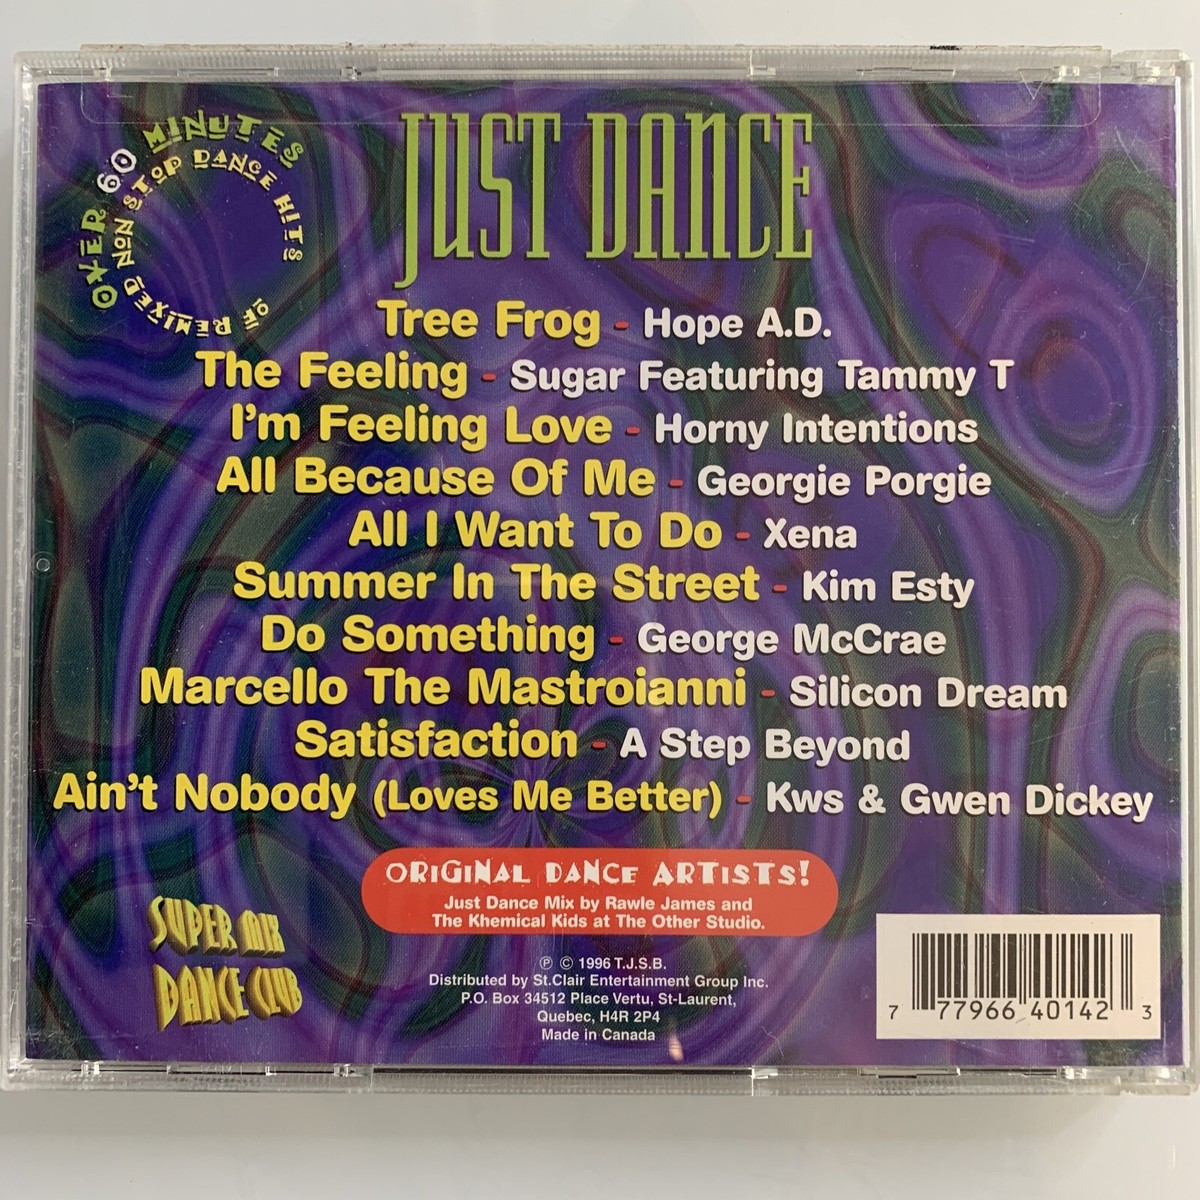 OVER 60 MINUTES
OF REMIXED NON STOP DANCE HITS
JUST DANCE
Tree Frog - Hope A.D.
The Feeling - Sugar Featuring Tammy T
I'm Feeling Love - Horny Intentions
All Because Of Me - Georgie Porgie
All I Want To Do - Xena
Summer In The Street - Kim Esty
Do Something - George McCrae
Marcello The Mastroianni - Silicon Dream
Satisfaction - A Step Beyond
Ain't Nobody (Loves Me Better) - Kws & Gwen Dickey
ORIGINAL DANCE ARTISTS!
Just Dance Mix by Rawle James and
The Khemical Kids at The Other Studio.
SUPER MIX
DANCE CLUB
℗ © 1996 T.J.S.B.
Distributed by St.Clair Entertainment Group Inc.
P.O. Box 34512 Place Vertu, St-Laurent,
Quebec, H4R 2P4
Made in Canada
7 77966 40142 3